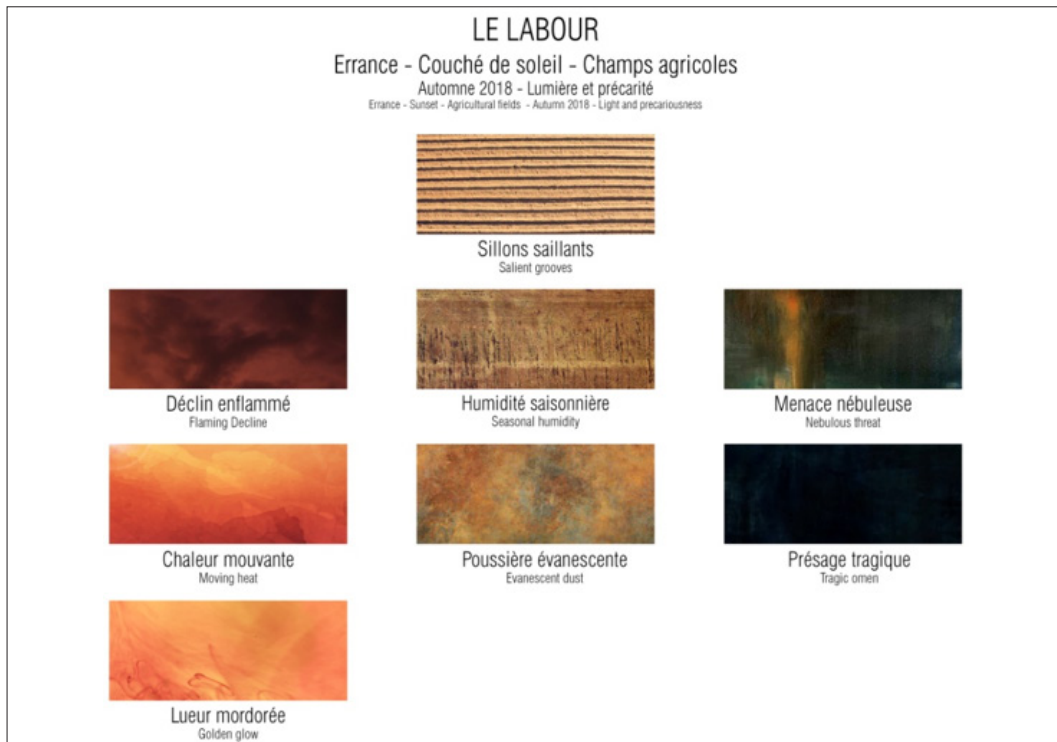 LE LABOUR
Errance - Couché de soleil - Champs agricoles
Automne 2018 - Lumière et précarité
Errance - Sunset - Agricultural fields - Autumn 2018 - Light and precariousness
Sillons saillants
Salient grooves
Déclin enflammé
Flaming Decline
Humidité saisonnière
Seasonal humidity
Menace nébuleuse
Nebulous threat
Chaleur mouvante
Moving heat
Poussière évanescente
Evanescent dust
Présage tragique
Tragic omen
Lueur mordorée
Golden glow